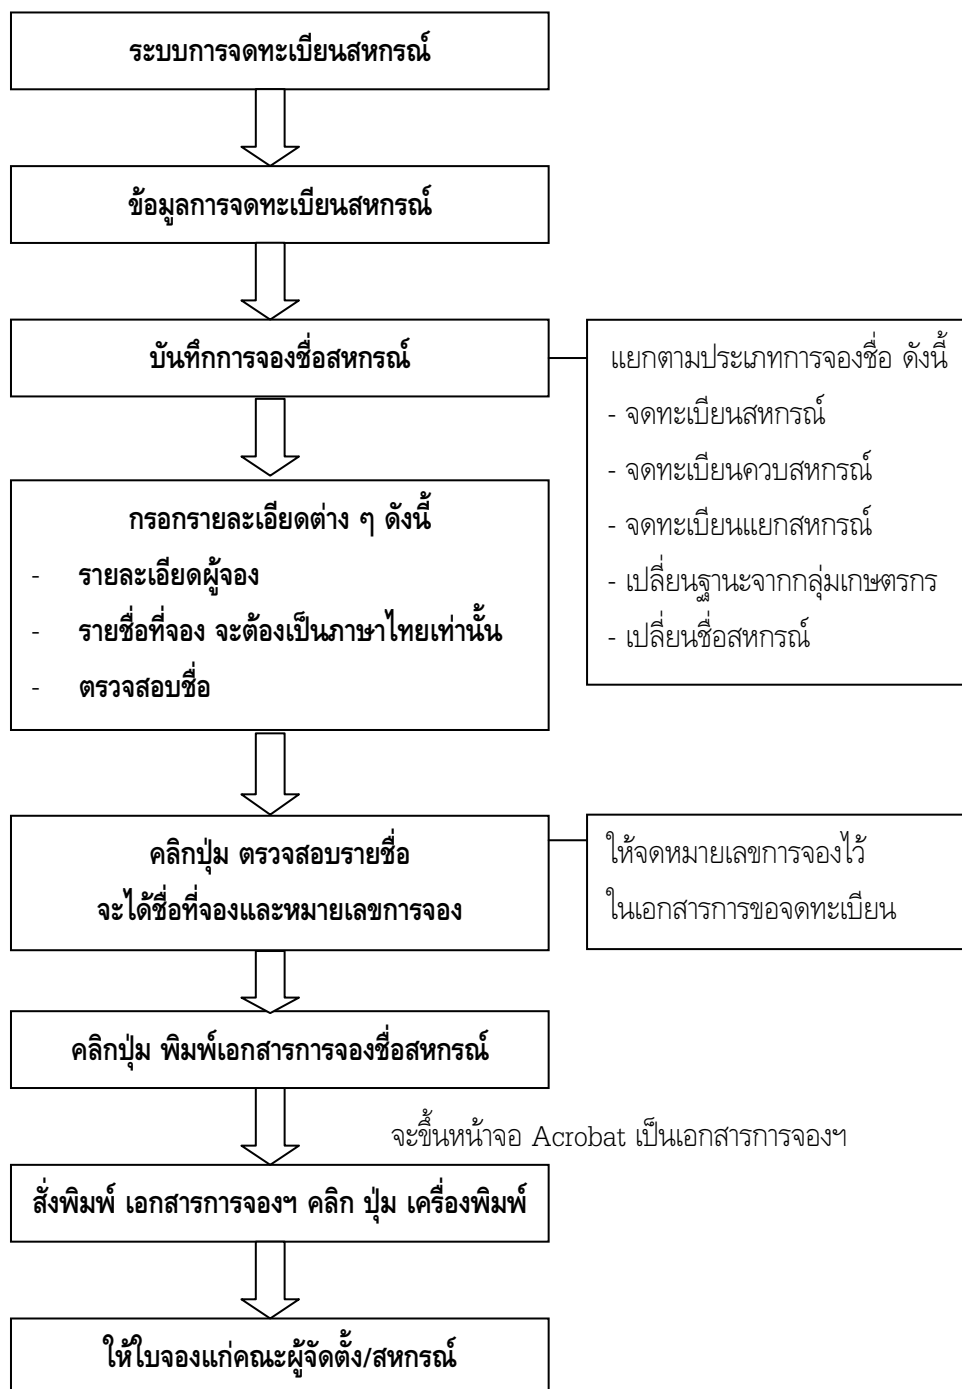 ระบบการจดทะเบียนสหกรณ์
ข้อมูลการจดทะเบียนสหกรณ์
บันทึกการจองชื่อสหกรณ์
แยกตามประเภทการจองชื่อ ดังนี้
- จดทะเบียนสหกรณ์
- จดทะเบียนควบสหกรณ์
- จดทะเบียนแยกสหกรณ์
- เปลี่ยนฐานะจากกลุ่มเกษตรกร
- เปลี่ยนชื่อสหกรณ์
กรอกรายละเอียดต่าง ๆ ดังนี้
- รายละเอียดผู้จอง
- รายชื่อที่จอง จะต้องเป็นภาษาไทยเท่านั้น
- ตรวจสอบชื่อ
คลิกปุ่ม ตรวจสอบรายชื่อ
จะได้ชื่อที่จองและหมายเลขการจอง
ให้จดหมายเลขการจองไว้
ในเอกสารการขอจดทะเบียน
คลิกปุ่ม พิมพ์เอกสารการจองชื่อสหกรณ์
จะขึ้นหน้าจอ Acrobat เป็นเอกสารการจองฯ
สั่งพิมพ์ เอกสารการจองฯ คลิก ปุ่ม เครื่องพิมพ์
ให้ใบจองแก่คณะผู้จัดตั้ง/สหกรณ์